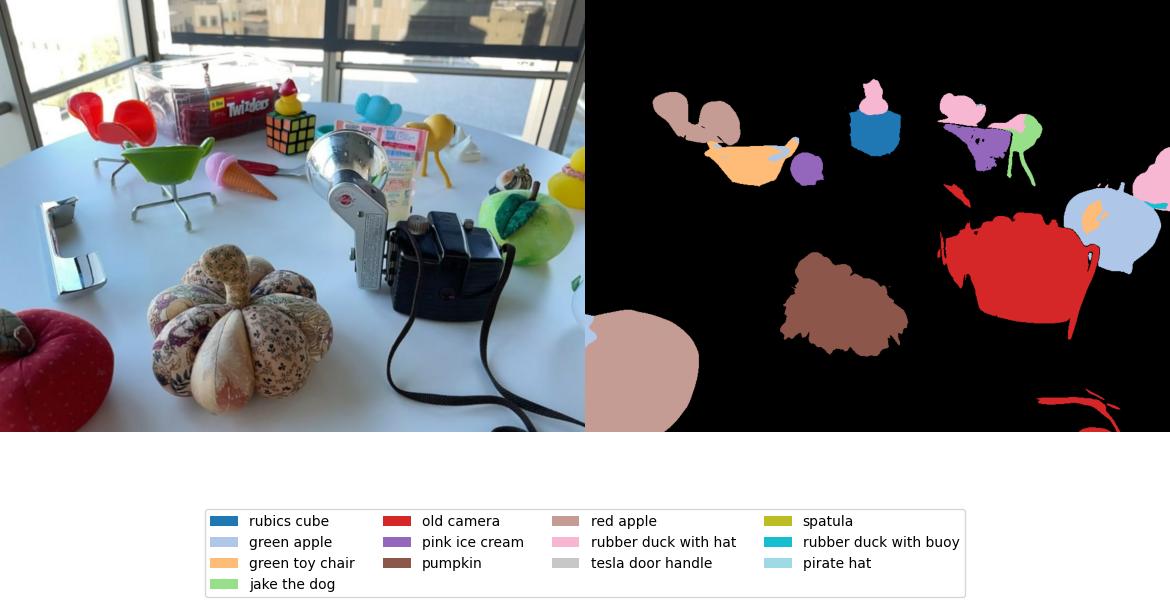 Twizzlers
rubics cube
green apple
green toy chair
jake the dog
old camera
pink ice cream
pumpkin
red apple
rubber duck with hat
tesla door handle
spatula
rubber duck with buoy
pirate hat